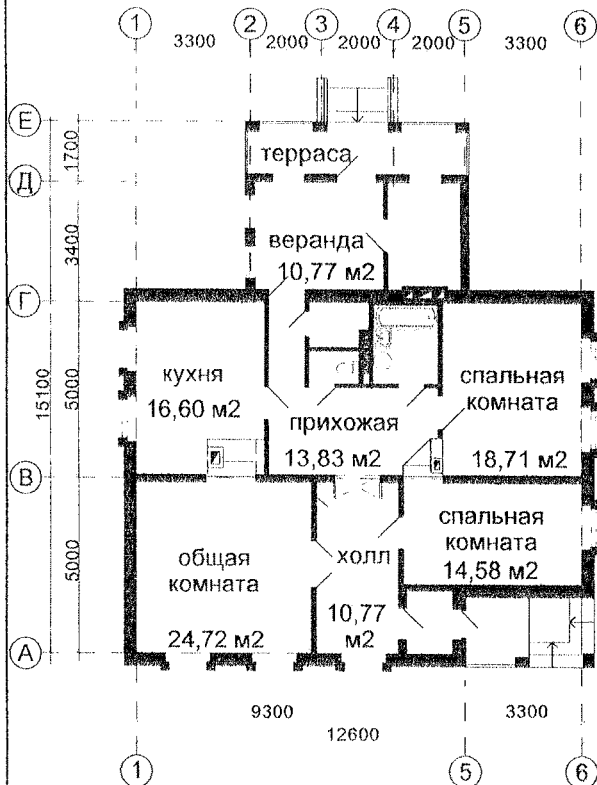 1 2 3 4 5 6
3300 2000 2000 2000 3300
Е
1700
терраса
Д
3400
веранда
10,77 м2
Г
15100
5000
кухня
16,60 м2
прихожая
13,83 м2
спальная
комната
18,71 м2
В
5000
общая
комната
24,72 м2
холл
10,77
м2
спальная
комната
14,58 м2
А
9300 3300
12600
1 5 6